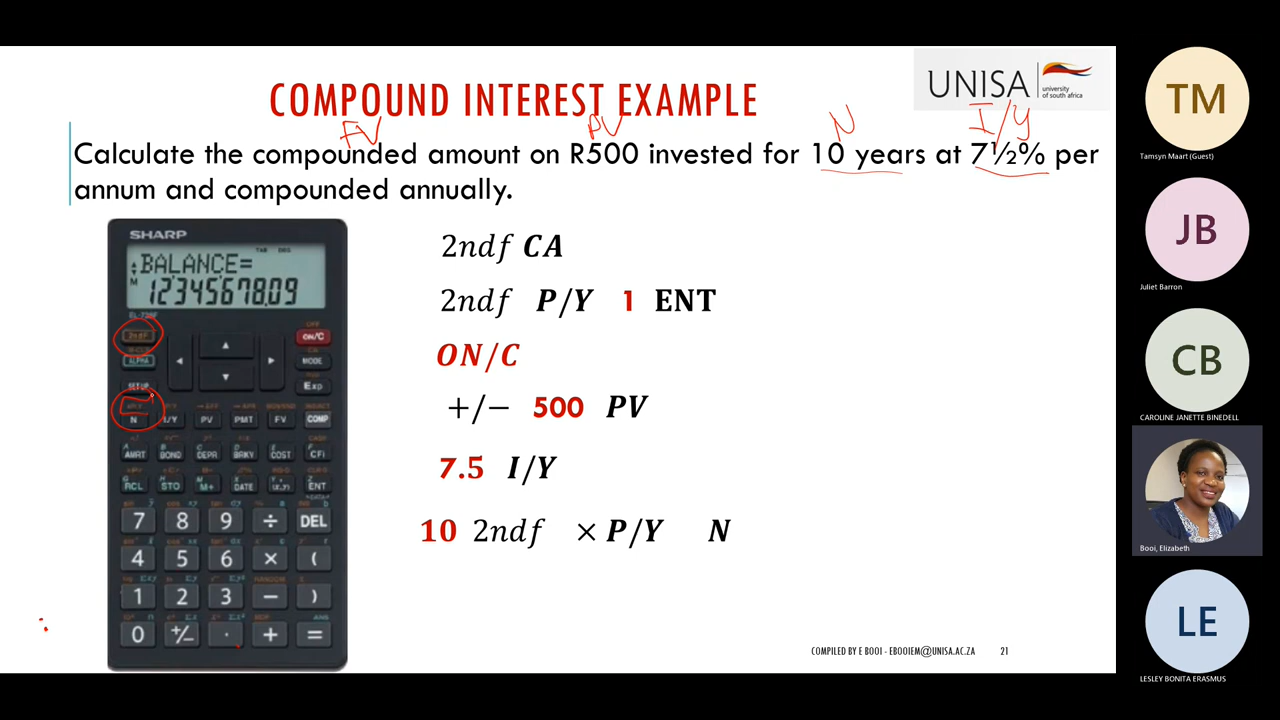 COMPOUND INTEREST EXAMPLE
UNISA university of south africa
FV PV N I/Y
Calculate the compounded amount on R500 invested for 10 years at 7½% per
annum and compounded annually.
2ndf CA
2ndf P/Y 1 ENT
ON/C
+/− 500 PV
7.5 I/Y
10 2ndf × P/Y N
SHARP
BALANCE=
12345678.09
2ndF ON/C
ALPHA MODE
SETUP Exp
N I/Y PV PMT FV COMP
AMRT BOND DEPR BRKV COST CFi
RCL STO M+ DATE ENT
7 8 9 ÷ DEL
4 5 6 × (
1 2 3 − )
0 +/− · + =
COMPILED BY E BOOI - EBOOIEM@UNISA.AC.ZA 21
TM
Tamsyn Maart (Guest)
JB
Juliet Barron
CB
CAROLINE JANETTE BINEDELL
Booi, Elizabeth
LE
LESLEY BONITA ERASMUS